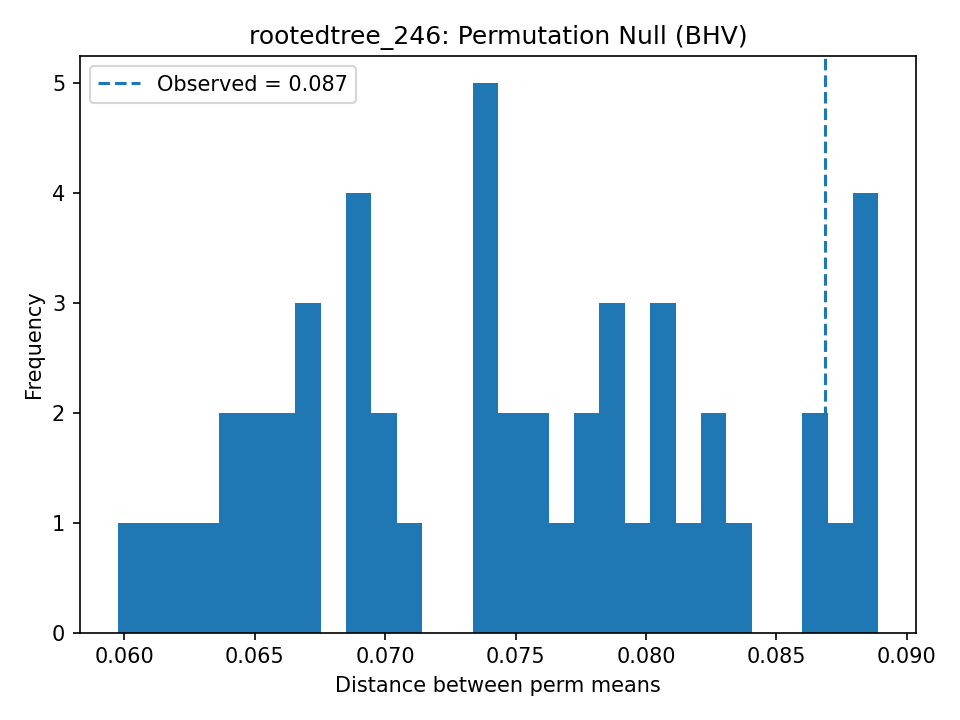 rootedtree_246: Permutation Null (BHV)
Observed = 0.087
Frequency
5
4
3
2
1
0
0.060 0.065 0.070 0.075 0.080 0.085 0.090
Distance between perm means